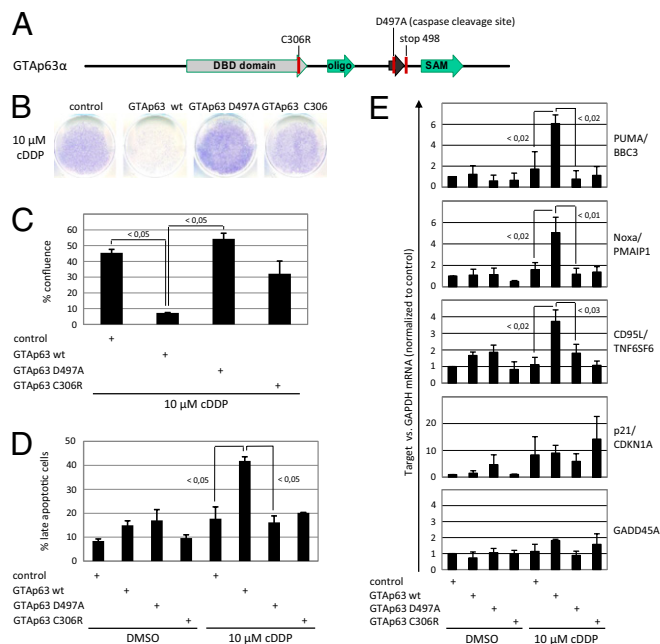 A
D497A (caspase cleavage site)
C306R
stop 498
GTAp63α
DBD domain
oligo
SAM
B
control
GTAp63 wt
GTAp63 D497A
GTAp63 C306
10 µM
cDDP
C
% confluence
60
50
40
30
20
10
0
< 0,05
< 0,05
control +
GTAp63 wt +
GTAp63 D497A +
GTAp63 C306R +
10 µM cDDP
D
% late apoptotic cells
50
40
30
20
10
0
< 0,05
< 0,05
control + +
GTAp63 wt + +
GTAp63 D497A + +
GTAp63 C306R + +
DMSO
10 µM cDDP
E
Target vs. GAPDH mRNA (normalized to control)
6
4
2
0
< 0,02
< 0,02
PUMA/
BBC3
6
4
2
0
< 0,02
< 0,01
Noxa/
PMAIP1
5
4
3
2
1
0
< 0,02
< 0,03
CD95L/
TNF6SF6
20
10
0
p21/
CDKN1A
4
3
2
1
0
GADD45A
control + +
GTAp63 wt + +
GTAp63 D497A + +
GTAp63 C306R + +
DMSO
10 µM cDDP